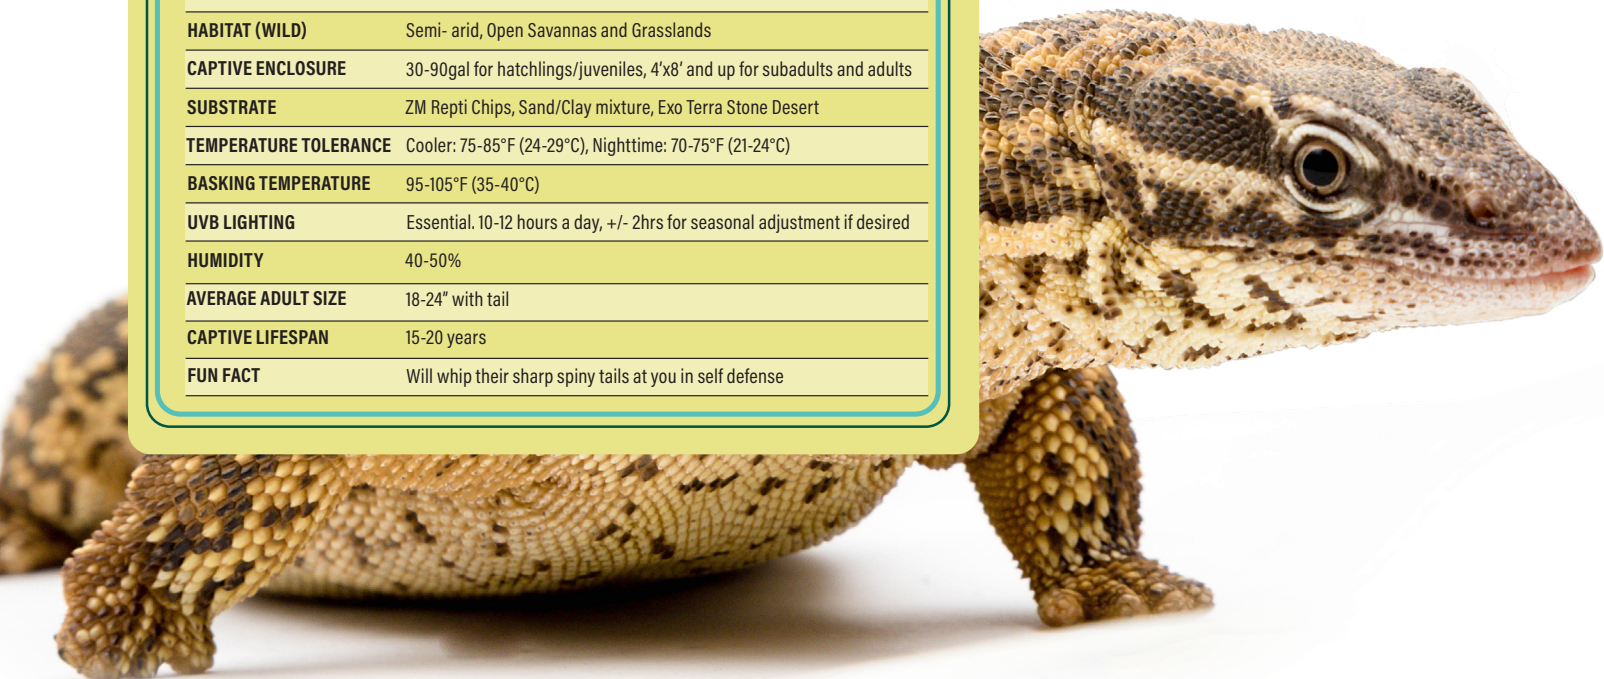 HABITAT (WILD) Semi- arid, Open Savannas and Grasslands
CAPTIVE ENCLOSURE 30-90gal for hatchlings/juveniles, 4’x8’ and up for subadults and adults
SUBSTRATE ZM Repti Chips, Sand/Clay mixture, Exo Terra Stone Desert
TEMPERATURE TOLERANCE Cooler: 75-85°F (24-29°C), Nighttime: 70-75°F (21-24°C)
BASKING TEMPERATURE 95-105°F (35-40°C)
UVB LIGHTING Essential. 10-12 hours a day, +/- 2hrs for seasonal adjustment if desired
HUMIDITY 40-50%
AVERAGE ADULT SIZE 18-24” with tail
CAPTIVE LIFESPAN 15-20 years
FUN FACT Will whip their sharp spiny tails at you in self defense